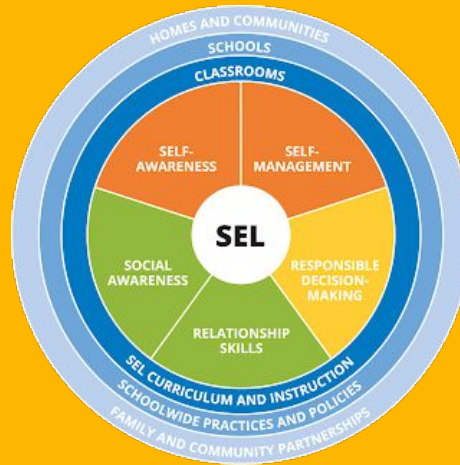 HOMES AND COMMUNITIES
SCHOOLS
CLASSROOMS
SELF-
AWARENESS
SELF-
MANAGEMENT
SEL
SOCIAL
AWARENESS
RESPONSIBLE
DECISION-
MAKING
RELATIONSHIP
SKILLS
SEL CURRICULUM AND INSTRUCTION
SCHOOLWIDE PRACTICES AND POLICIES
FAMILY AND COMMUNITY PARTNERSHIPS